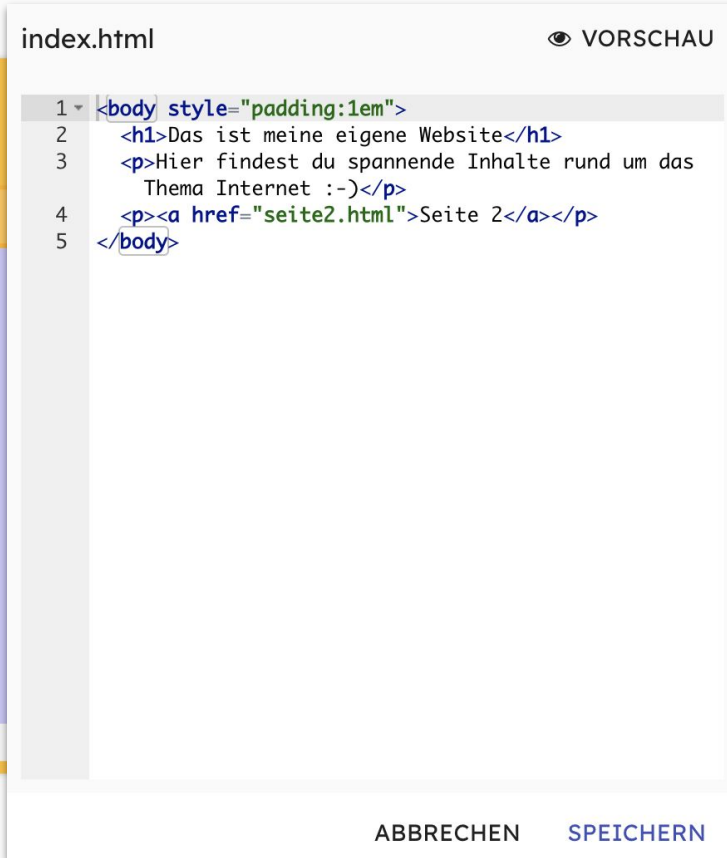 index.html
VORSCHAU
1 <body style="padding:1em">
2 <h1>Das ist meine eigene Website</h1>
3 <p>Hier findest du spannende Inhalte rund um das
Thema Internet :-)</p>
4 <p><a href="seite2.html">Seite 2</a></p>
5 </body>
ABBRECHEN SPEICHERN